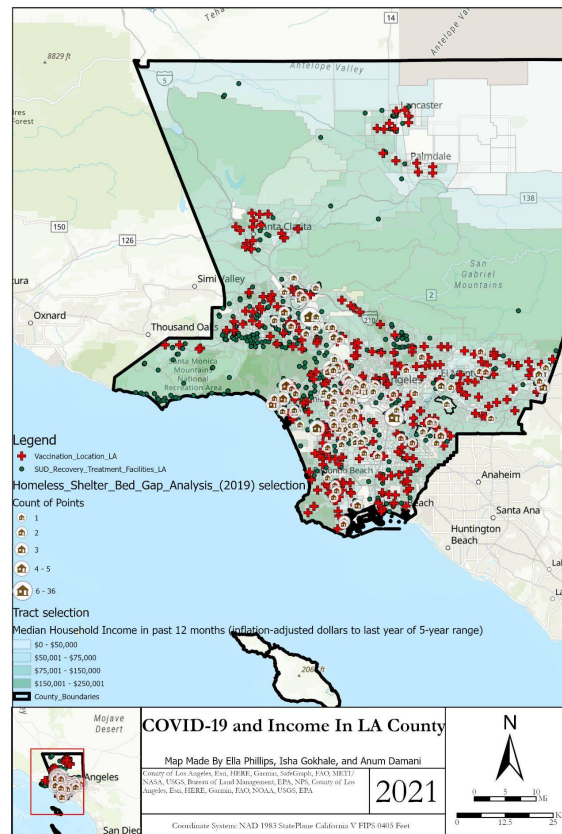 14
Antelope Va
8829 ft
Antelope Valley
5
Lancaster
Palmdale
138
150
126
Santa Clarita
San
Gabriel
Mountains
Simi Valley
2
Oxnard
Thousand Oaks
210
Santa Monica
Mountains
National
Recreation Area
Angeles
El Monte
Beach
Beach
Anaheim
Santa Ana
Huntington
Beach
Legend
Vaccination_Location_LA
SUD_Recovery_Treatment_Facilities_LA
Homeless_Shelter_Bed_Gap_Analysis_(2019) selection
Count of Points
1
2
3
4 - 5
6 - 36
Tract selection
Median Household Income in past 12 months (inflation-adjusted dollars to last year of 5-year range)
$0 - $50,000
$50,001 - $75,000
$75,001 - $150,000
$150,001 - $250,001
County_Boundaries
Mojave
Desert
Angeles
San Dieg
COVID-19 and Income In LA County
Map Made By Ella Phillips, Isha Gokhale, and Anum Damani
County of Los Angeles, Esri, HERE, Garmin, SafeGraph, FAO, METI/
NASA, USGS, Bureau of Land Management, EPA, NPS; County of Los
Angeles, Esri, HERE, Garmin, FAO, NOAA, USGS, EPA
2021
Coordinate System: NAD 1983 StatePlane California V FIPS 0405 Feet
N
0 5 10
Mi
0 12.5 25
K